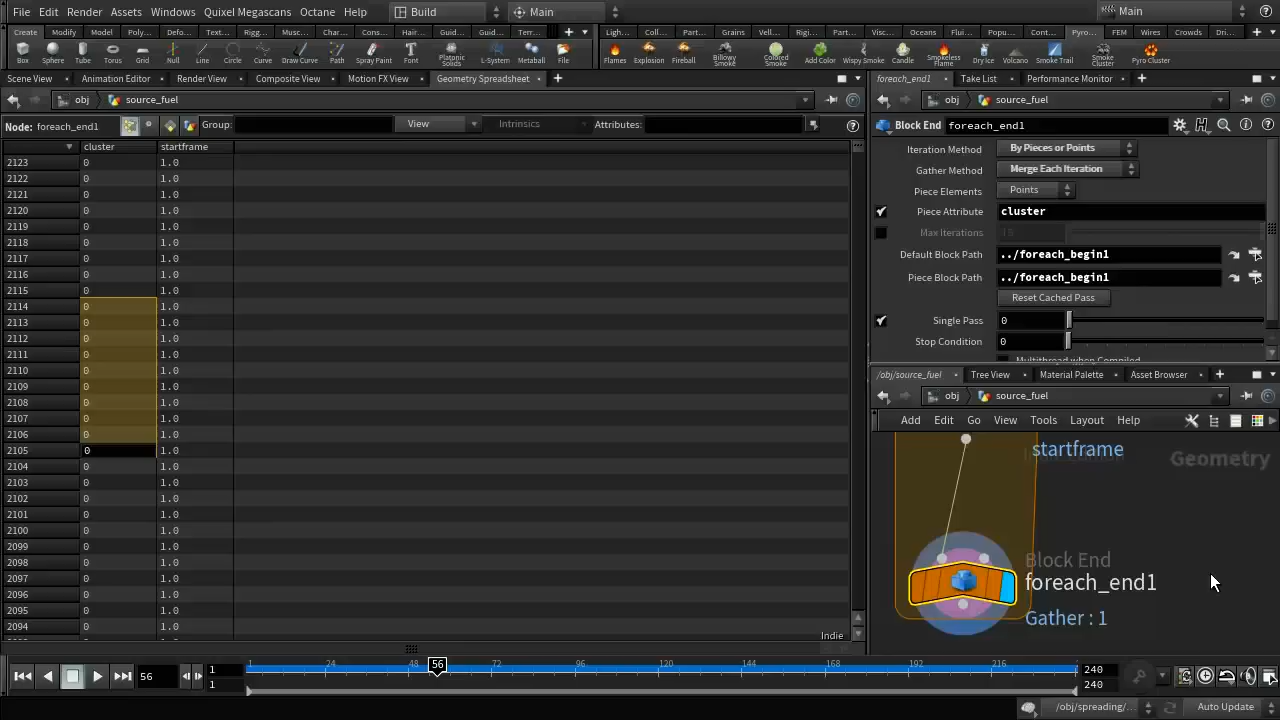 File Edit Render Assets Windows Quixel Megascans Octane Help Build Main Main
Create Modify Model Poly... Defo... Text... Rigg... Musc... Char... Cons... Hair... Guid... Guid... Terr... Ligh... Coll... Part... Grains Vell... Rigi... Part... Visc... Oceans Flui... Popu... Cont... Pyro... FEM Wires Crowds Dri...
Box Sphere Tube Torus Grid Null Line Circle Curve Draw Curve Path Spray Paint Font Platonic Solids L-System Metaball File Flames Explosion Fireball Billowy Smoke Colored Smoke Add Color Wispy Smoke Candle Smokeless Flame Dry Ice Volcano Smoke Trail Smoke Cluster Pyro Cluster
Scene View Animation Editor Render View Composite View Motion FX View Geometry Spreadsheet
obj source_fuel
Node: foreach_end1 Group: View Intrinsics Attributes:
cluster startframe
2123 0 1.0
2122 0 1.0
2121 0 1.0
2120 0 1.0
2119 0 1.0
2118 0 1.0
2117 0 1.0
2116 0 1.0
2115 0 1.0
2114 0 1.0
2113 0 1.0
2112 0 1.0
2111 0 1.0
2110 0 1.0
2109 0 1.0
2108 0 1.0
2107 0 1.0
2106 0 1.0
2105 0 1.0
2104 0 1.0
2103 0 1.0
2102 0 1.0
2101 0 1.0
2100 0 1.0
2099 0 1.0
2098 0 1.0
2097 0 1.0
2096 0 1.0
2095 0 1.0
2094 0 1.0
Indie
foreach_end1 Take List Performance Monitor
obj source_fuel
Block End foreach_end1
Iteration Method By Pieces or Points
Gather Method Merge Each Iteration
Piece Elements Points
Piece Attribute cluster
Max Iterations 15
Default Block Path ../foreach_begin1
Piece Block Path ../foreach_begin1
Reset Cached Pass
Single Pass 0
Stop Condition 0
Multithread when Compiled
/obj/source_fuel Tree View Material Palette Asset Browser
obj source_fuel
Add Edit Go View Tools Layout Help
startframe
Geometry
Block End
foreach_end1
Gather : 1
56 1 1 24 48 56 72 96 120 144 168 192 216 240
1 240
/obj/spreading/... Auto Update